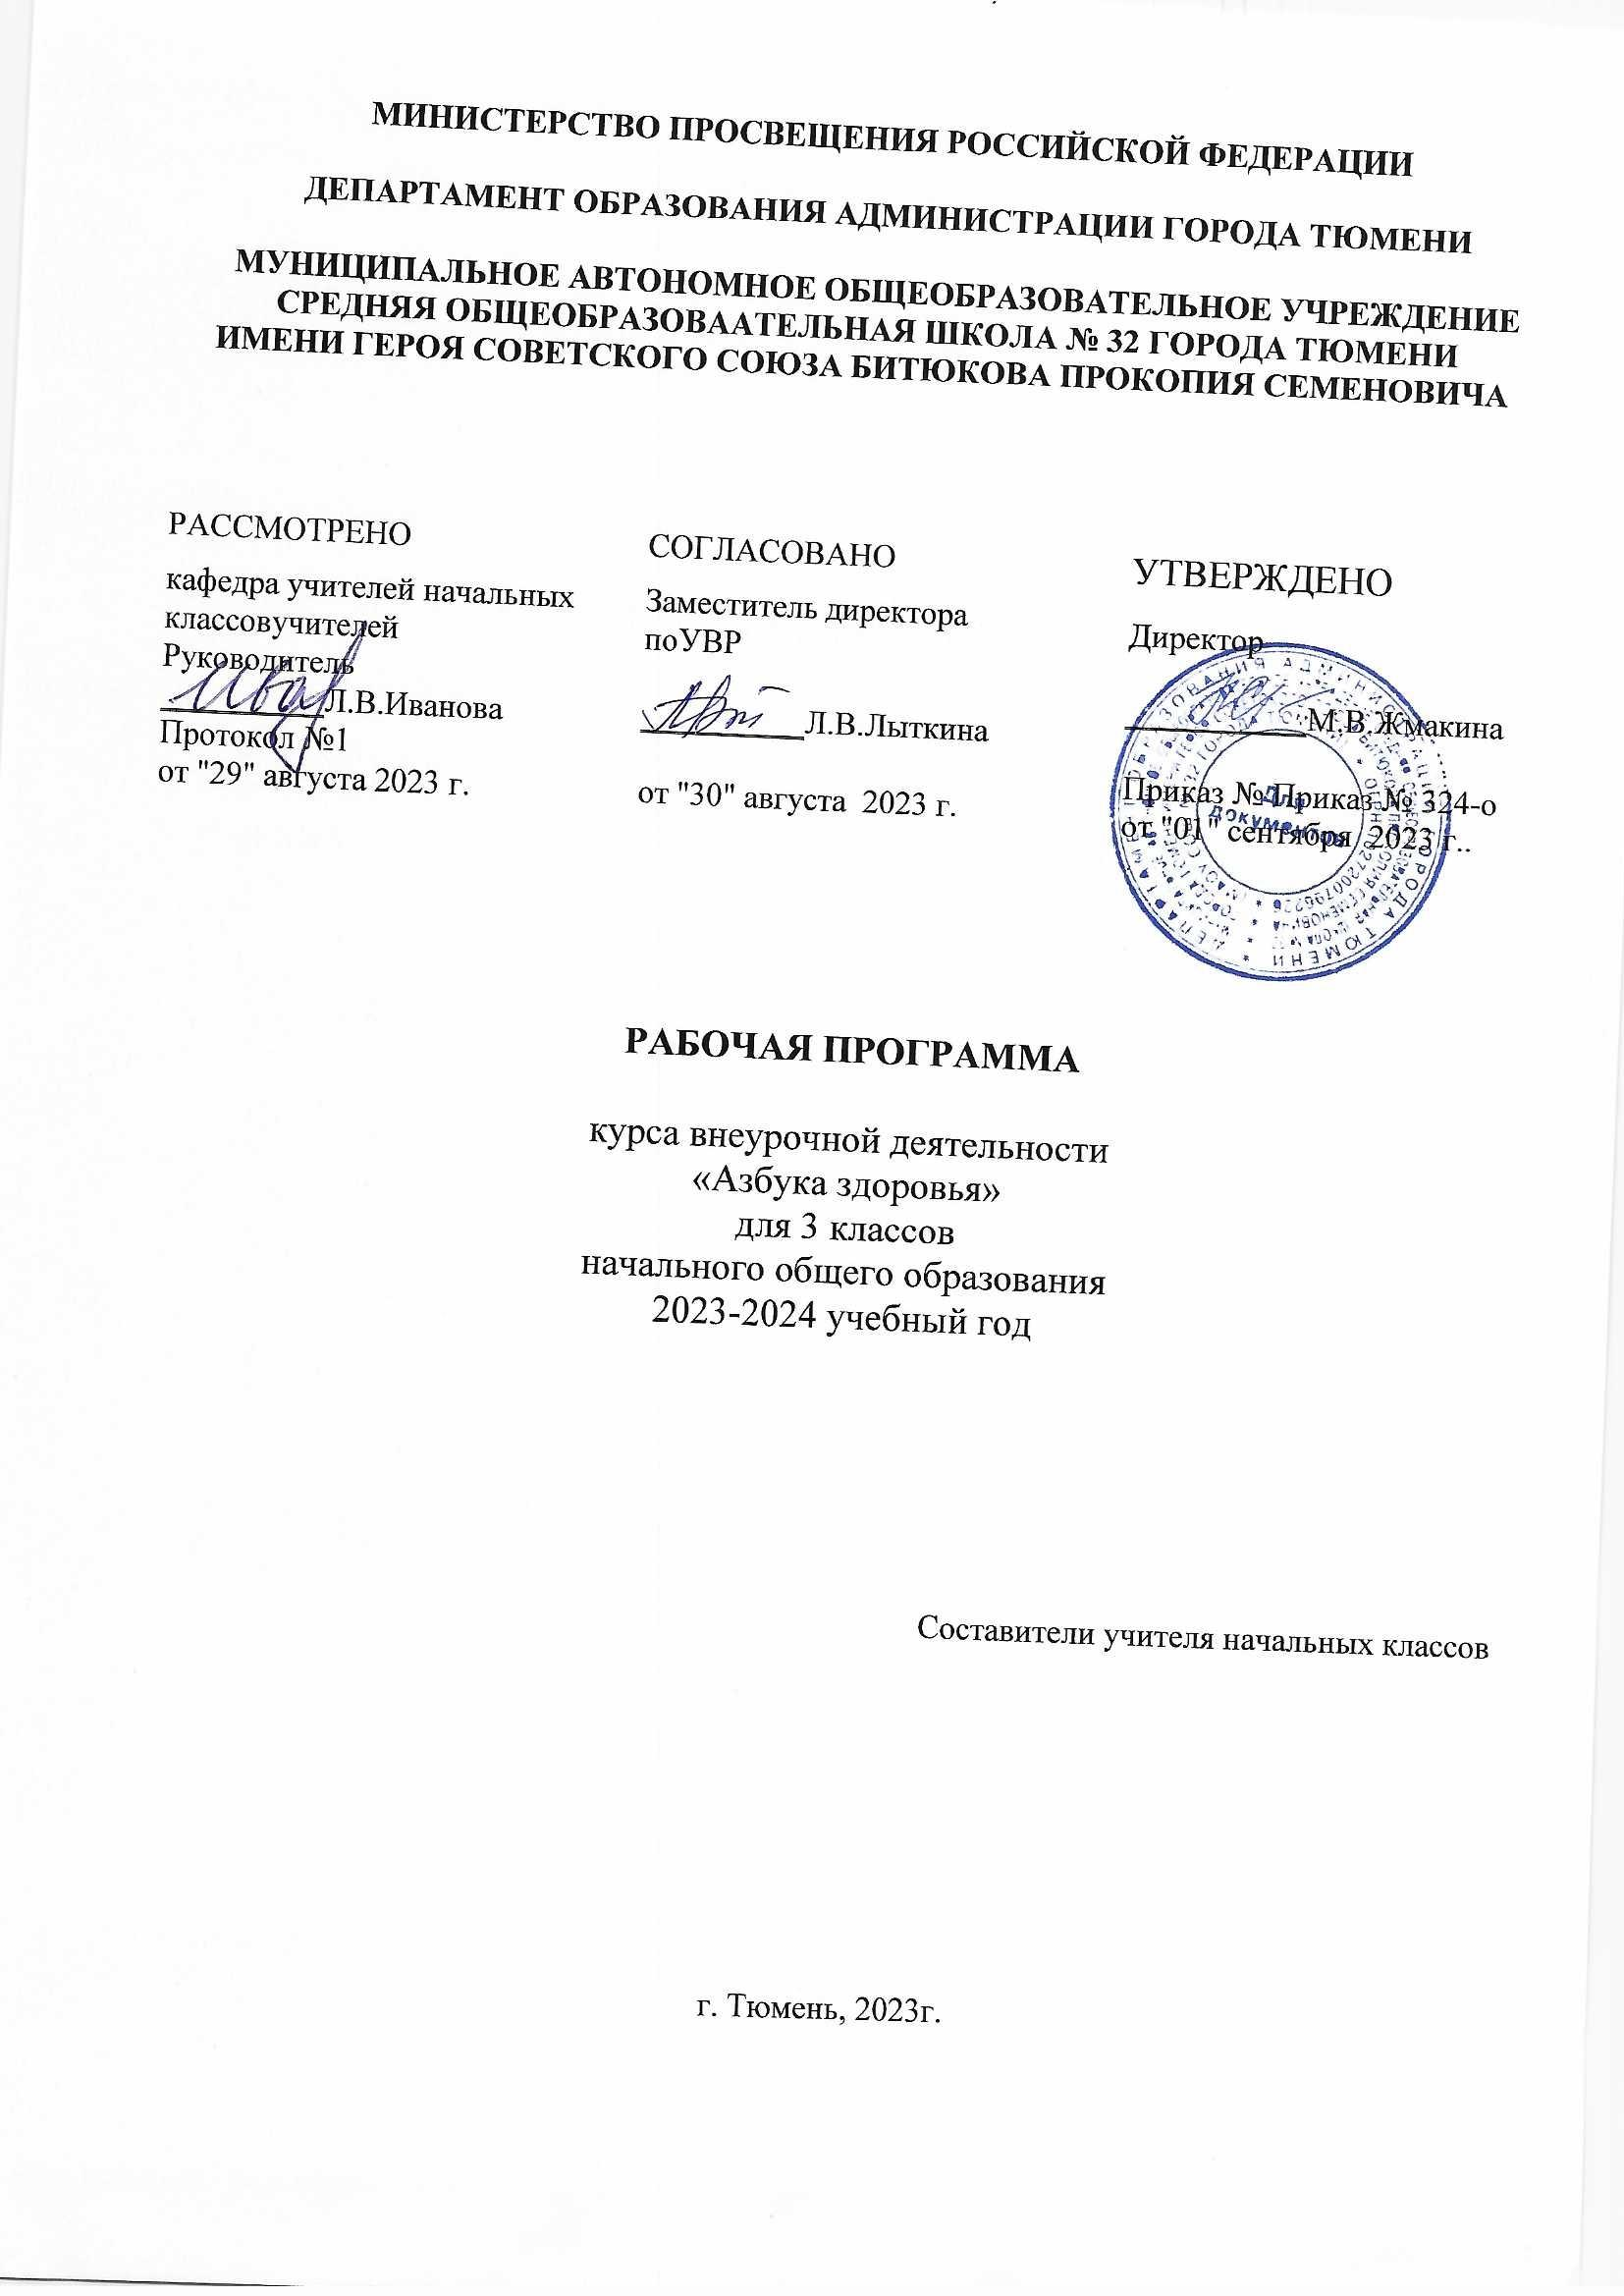 МИНИСТЕРСТВО ПРОСВЕЩЕНИЯ РОССИЙСКОЙ ФЕДЕРАЦИИ
ДЕПАРТАМЕНТ ОБРАЗОВАНИЯ АДМИНИСТРАЦИИ ГОРОДА ТЮМЕНИ
МУНИЦИПАЛЬНОЕ АВТОНОМНОЕ ОБЩЕОБРАЗОВАТЕЛЬНОЕ УЧРЕЖДЕНИЕ
СРЕДНЯЯ ОБЩЕОБРАЗОВААТЕЛЬНАЯ ШКОЛА № 32 ГОРОДА ТЮМЕНИ
ИМЕНИ ГЕРОЯ СОВЕТСКОГО СОЮЗА БИТЮКОВА ПРОКОПИЯ СЕМЕНОВИЧА
РАССМОТРЕНО
кафедра учителей начальных
классовучителей
Руководитель
Л.В.Иванова
Протокол №1
от "29" августа 2023 г.
СОГЛАСОВАНО
Заместитель директора
поУВР
Л.В.Лыткина
от "30" августа 2023 г.
УТВЕРЖДЕНО
Директор
М.В.Жмакина
Приказ № Приказ № 324-о
от "01" сентября 2023 г..
Для
документов
РАБОЧАЯ ПРОГРАММА
курса внеурочной деятельности
«Азбука здоровья»
для 3 классов
начального общего образования
2023-2024 учебный год
Составители учителя начальных классов
г. Тюмень, 2023г.